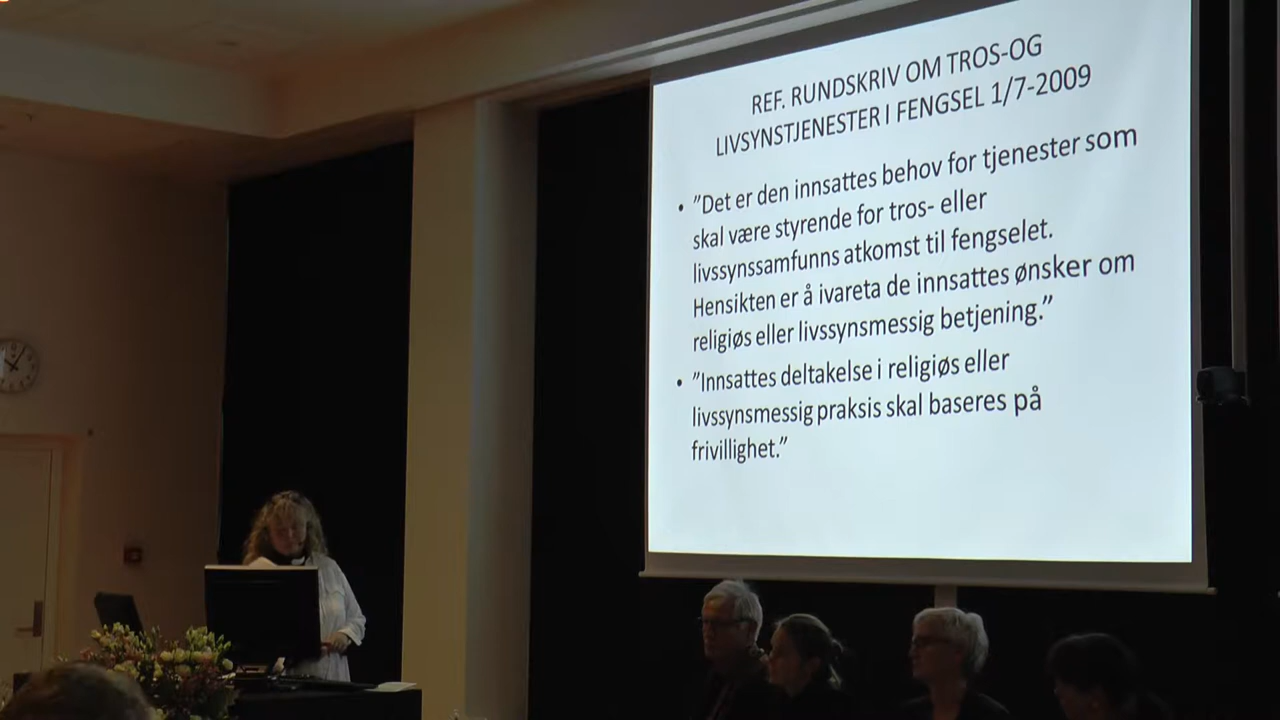 REF. RUNDSKRIV OM TROS-OG
LIVSYNSTJENESTER I FENGSEL 1/7-2009
• ”Det er den innsattes behov for tjenester som
skal være styrende for tros- eller
livssynssamfunns atkomst til fengselet.
Hensikten er å ivareta de innsattes ønsker om
religiøs eller livssynsmessig betjening.”
• ”Innsattes deltakelse i religiøs eller
livssynsmessig praksis skal baseres på
frivillighet.”